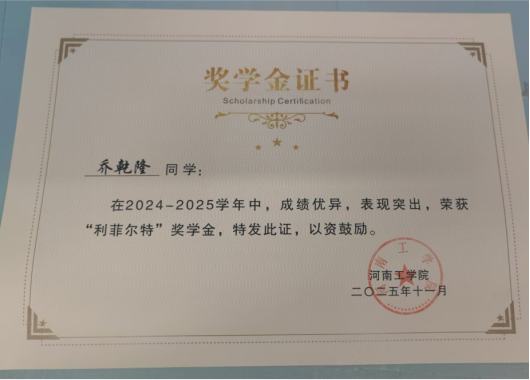 奖学金证书
Scholarship Certification
乔乾隆 同学：
在2024-2025学年中，成绩优异，表现突出，荣获
“利菲尔特”奖学金，特发此证，以资鼓励。
河南工学院
二〇二五年十一月